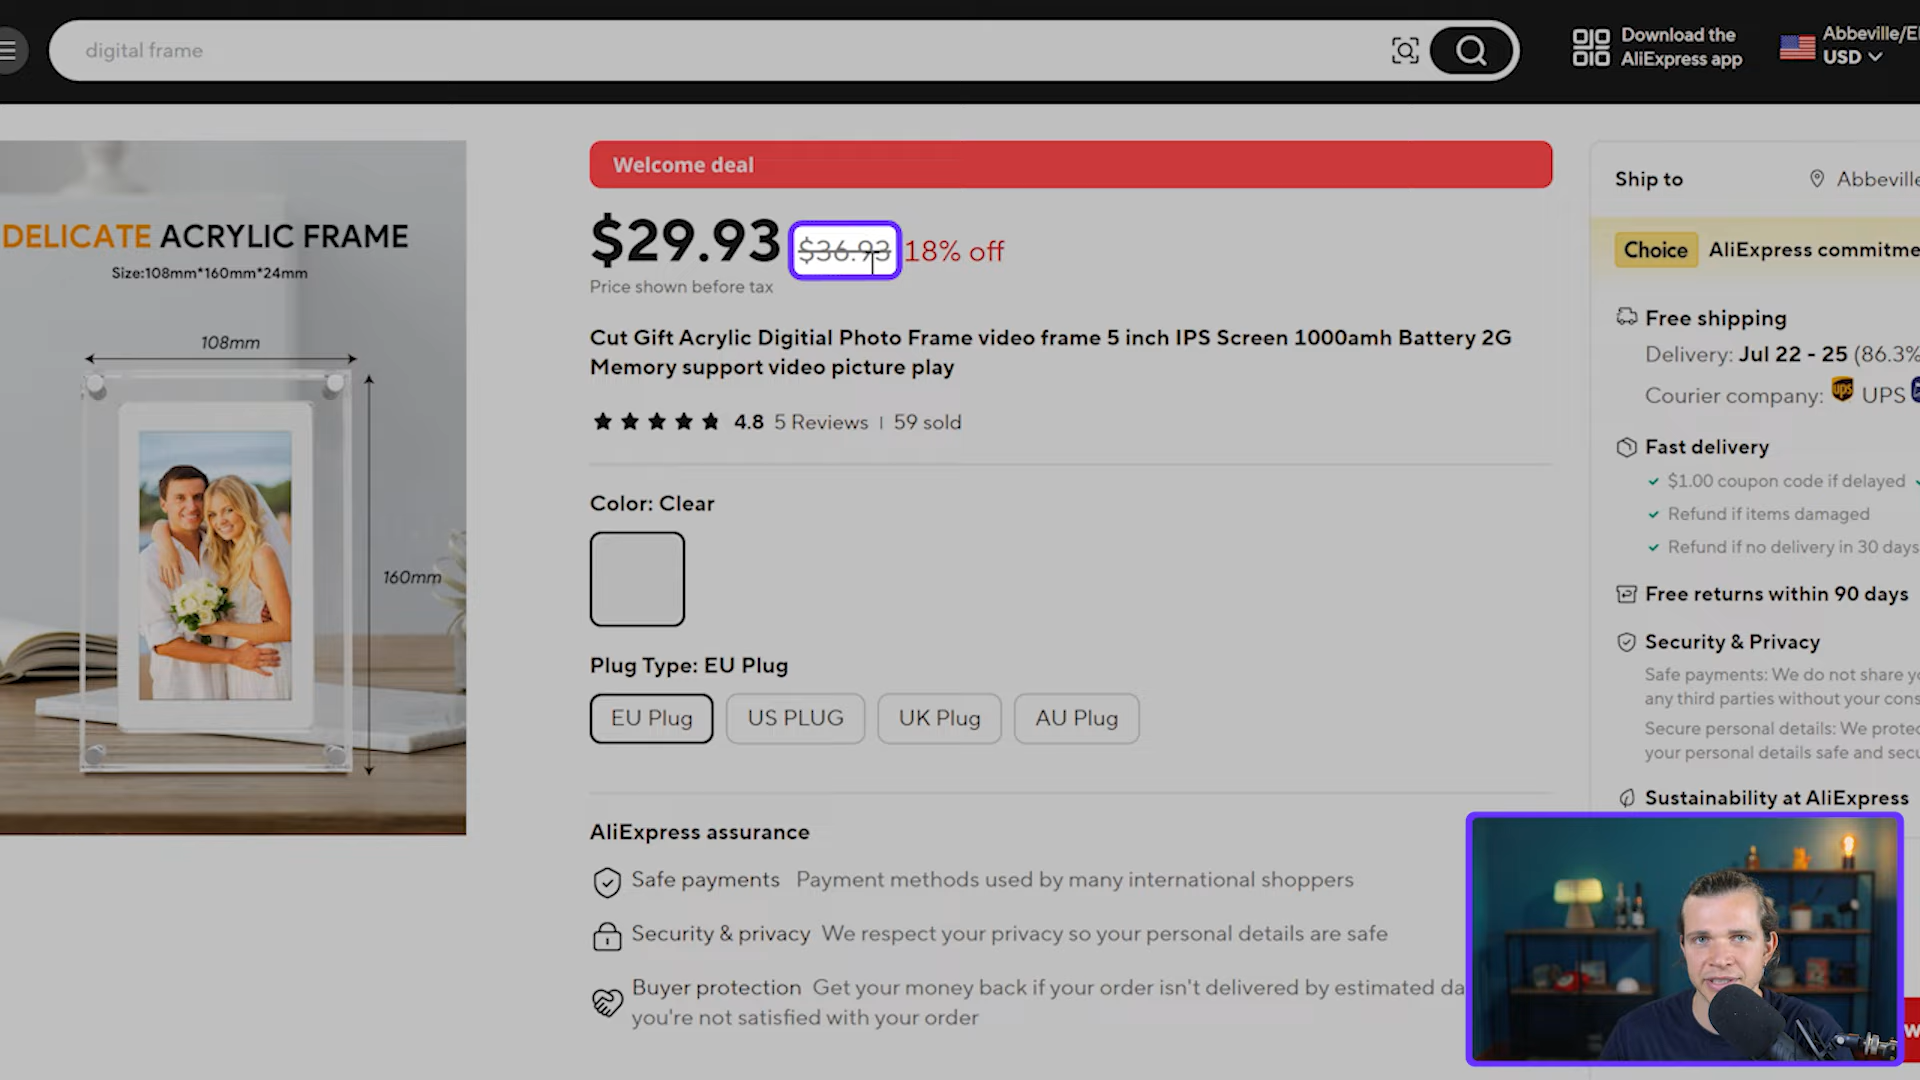 digital frame
Download the
AliExpress app
Abbeville/El
USD
DELICATE ACRYLIC FRAME
Size:108mm*160mm*24mm
108mm
160mm
Welcome deal
$29.93 $36.93 18% off
Price shown before tax
Cut Gift Acrylic Digitial Photo Frame video frame 5 inch IPS Screen 1000amh Battery 2G
Memory support video picture play
4.8 5 Reviews | 59 sold
Color: Clear
Plug Type: EU Plug
EU Plug US PLUG UK Plug AU Plug
AliExpress assurance
Safe payments Payment methods used by many international shoppers
Security & privacy We respect your privacy so your personal details are safe
Buyer protection Get your money back if your order isn't delivered by estimated da
you're not satisfied with your order
Ship to Abbeville
Choice AliExpress commitme
Free shipping
Delivery: Jul 22 - 25 (86.3%
Courier company: ups UPS
Fast delivery
$1.00 coupon code if delayed
Refund if items damaged
Refund if no delivery in 30 days
Free returns within 90 days
Security & Privacy
Safe payments: We do not share yo
any third parties without your cons
Secure personal details: We protec
your personal details safe and secu
Sustainability at AliExpress